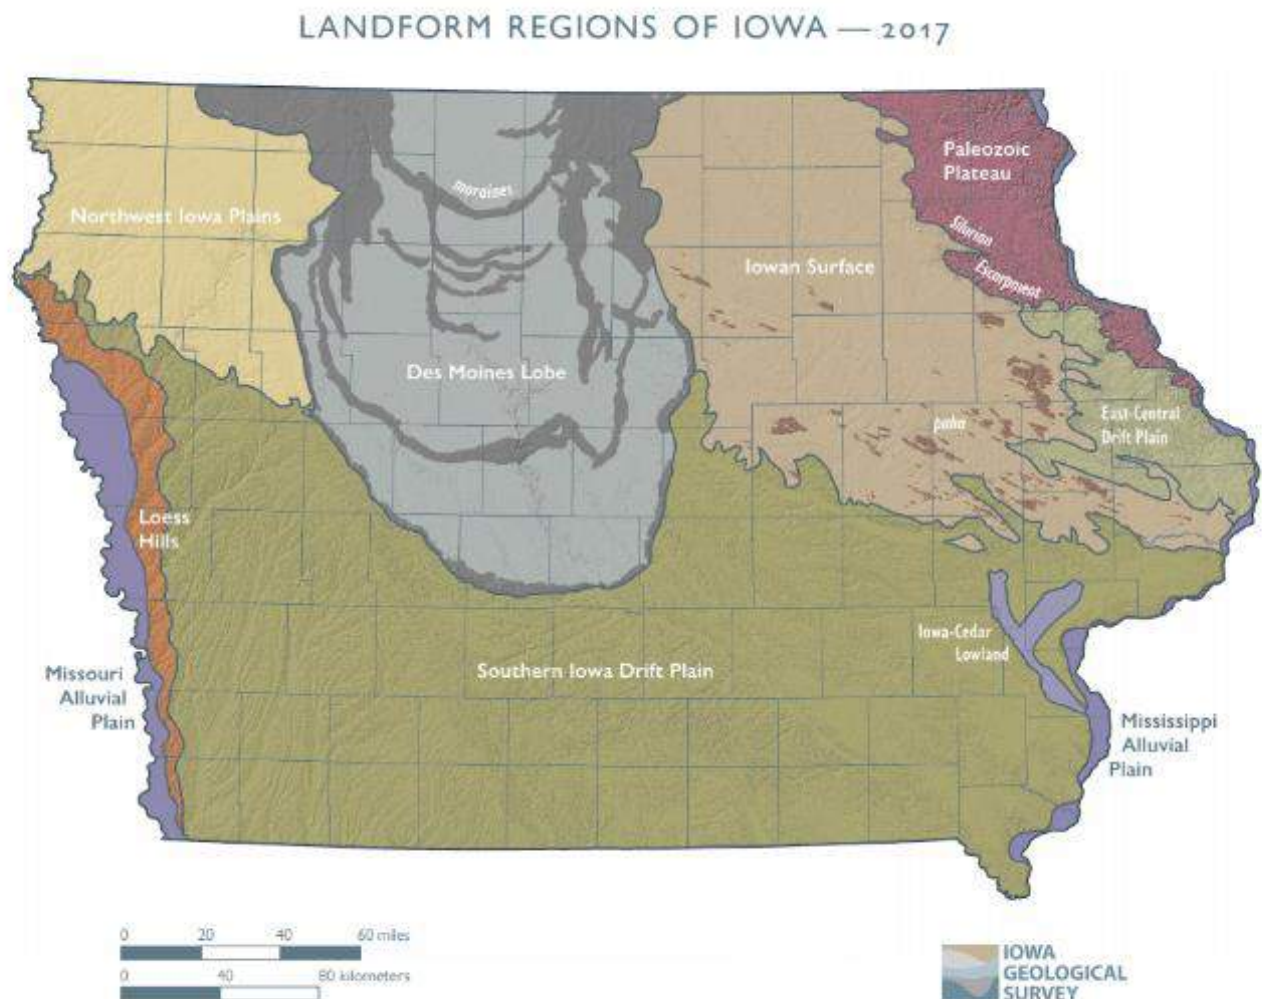 LANDFORM REGIONS OF IOWA — 2017
Paleozoic
Plateau
moraines
Northwest Iowa Plains
Silurian
Escarpment
Iowan Surface
Des Moines Lobe
East-Central
Drift Plain
paha
Loess
Hills
Iowa-Cedar
Lowland
Southern Iowa Drift Plain
Missouri
Alluvial
Plain
Mississippi
Alluvial
Plain
0 20 40 60 miles
0 40 80 kilometers
IOWA
GEOLOGICAL
SURVEY